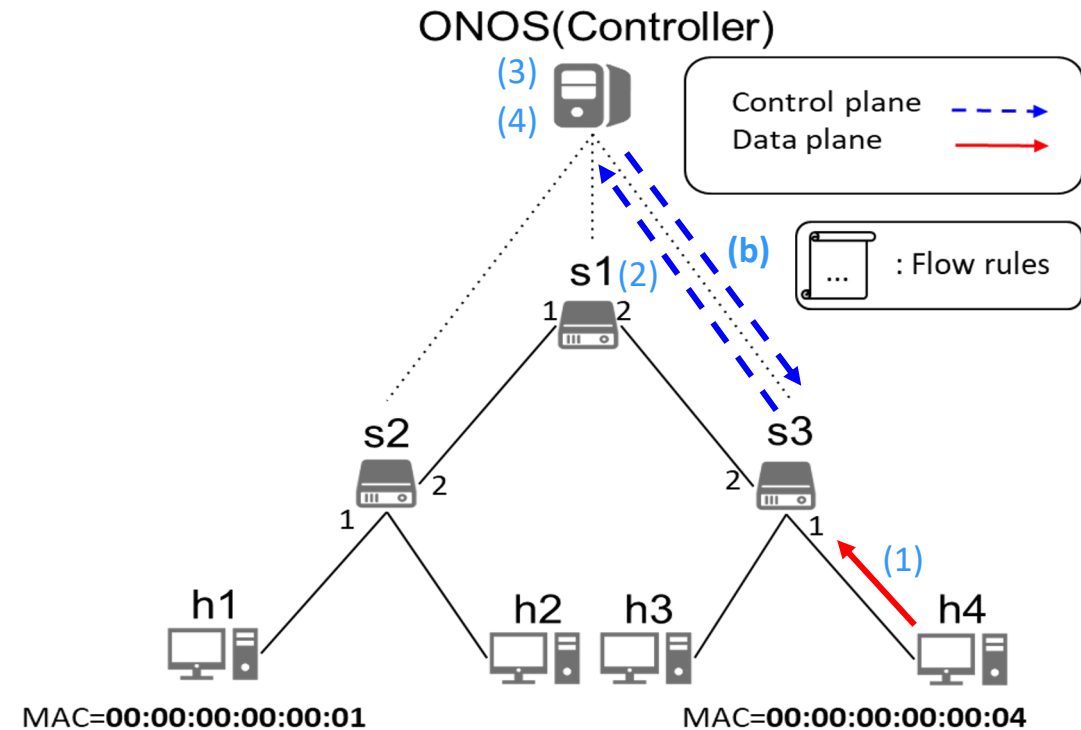 ONOS(Controller)
(3)
(4)
Control plane
Data plane
(b)
... : Flow rules
s1 (2)
1 2
s2
s3
2
2
1
1
(1)
h1
h2
h3
h4
MAC=00:00:00:00:00:01
MAC=00:00:00:00:00:04